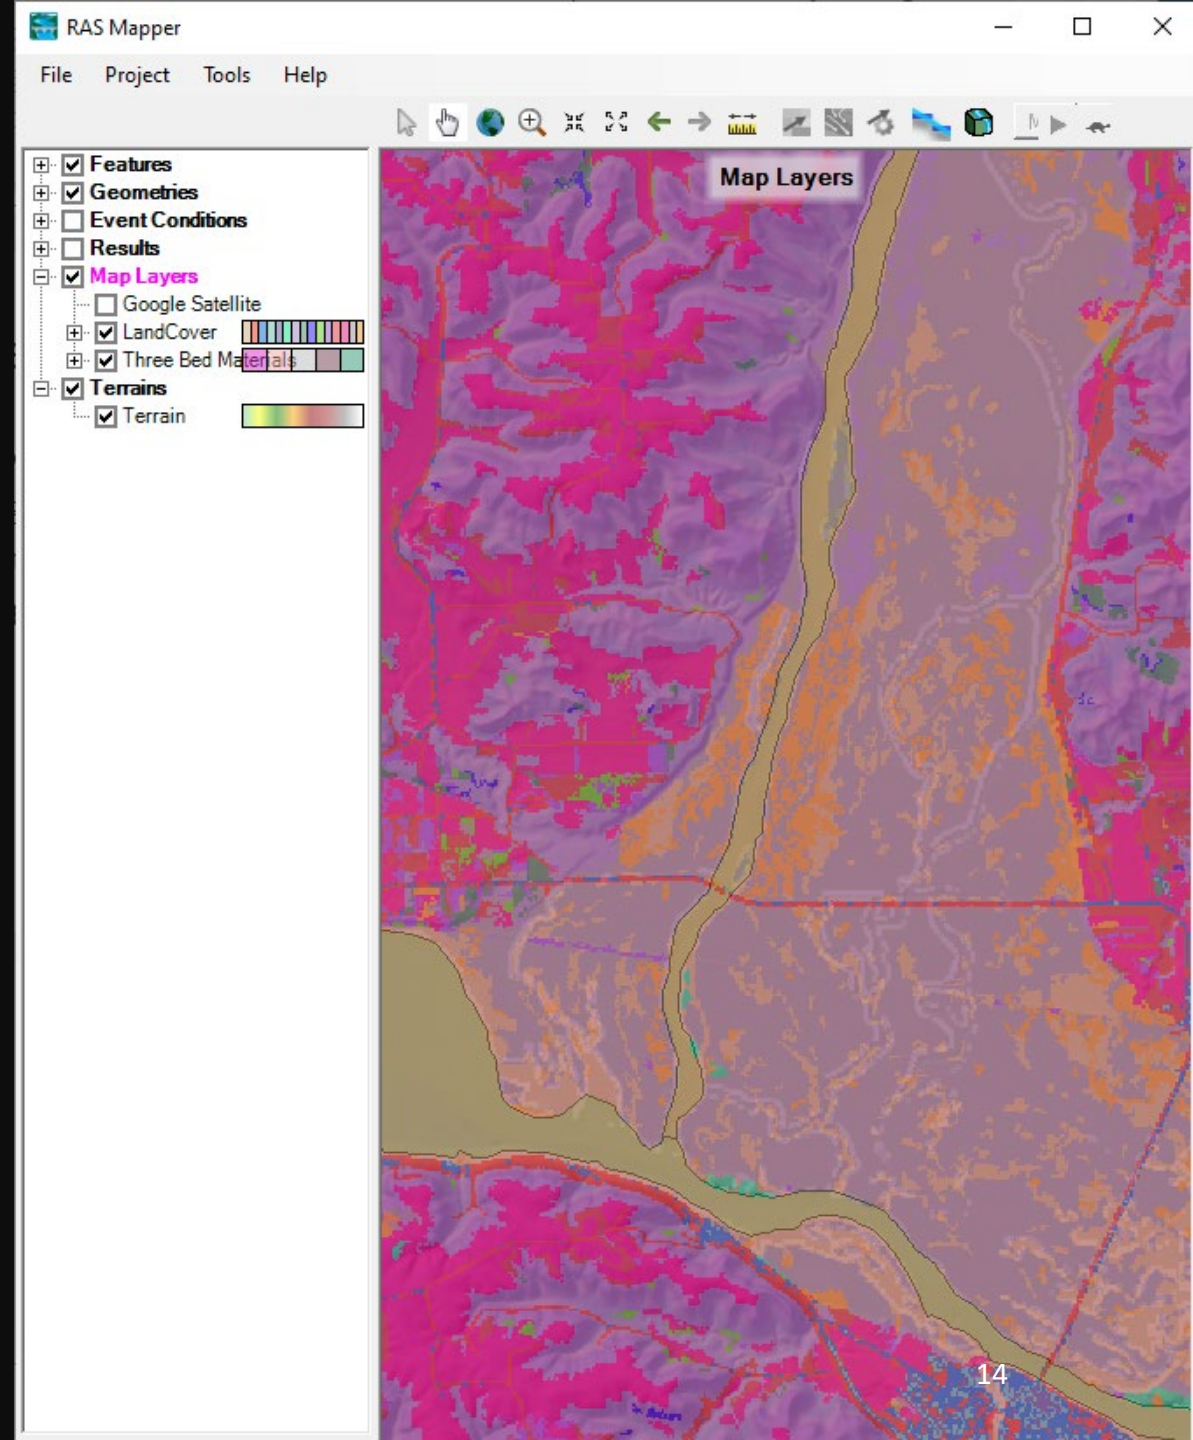 RAS Mapper
File Project Tools Help
Map Layers
Features
Geometries
Event Conditions
Results
Map Layers
Google Satellite
LandCover
Three Bed Materials
Terrains
Terrain
14